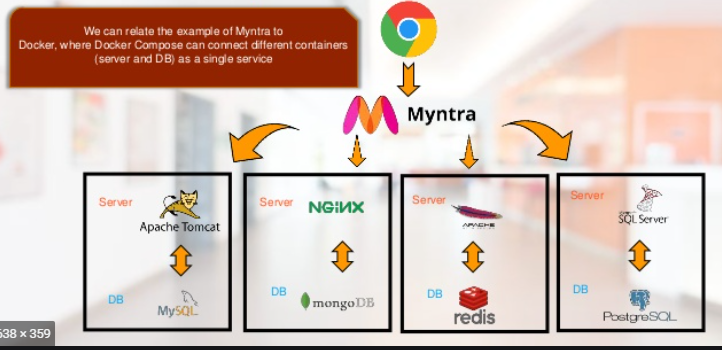 We can relate the example of Myntra to
Docker, where Docker Compose can connect different containers
(server and DB) as a single service
Myntra
Server
Apache Tomcat
DB
MySQL
Server
NGINX
DB
mongoDB
Server
APACHE
DB
redis
Server
SQL Server
DB
PostgreSQL
638 × 359